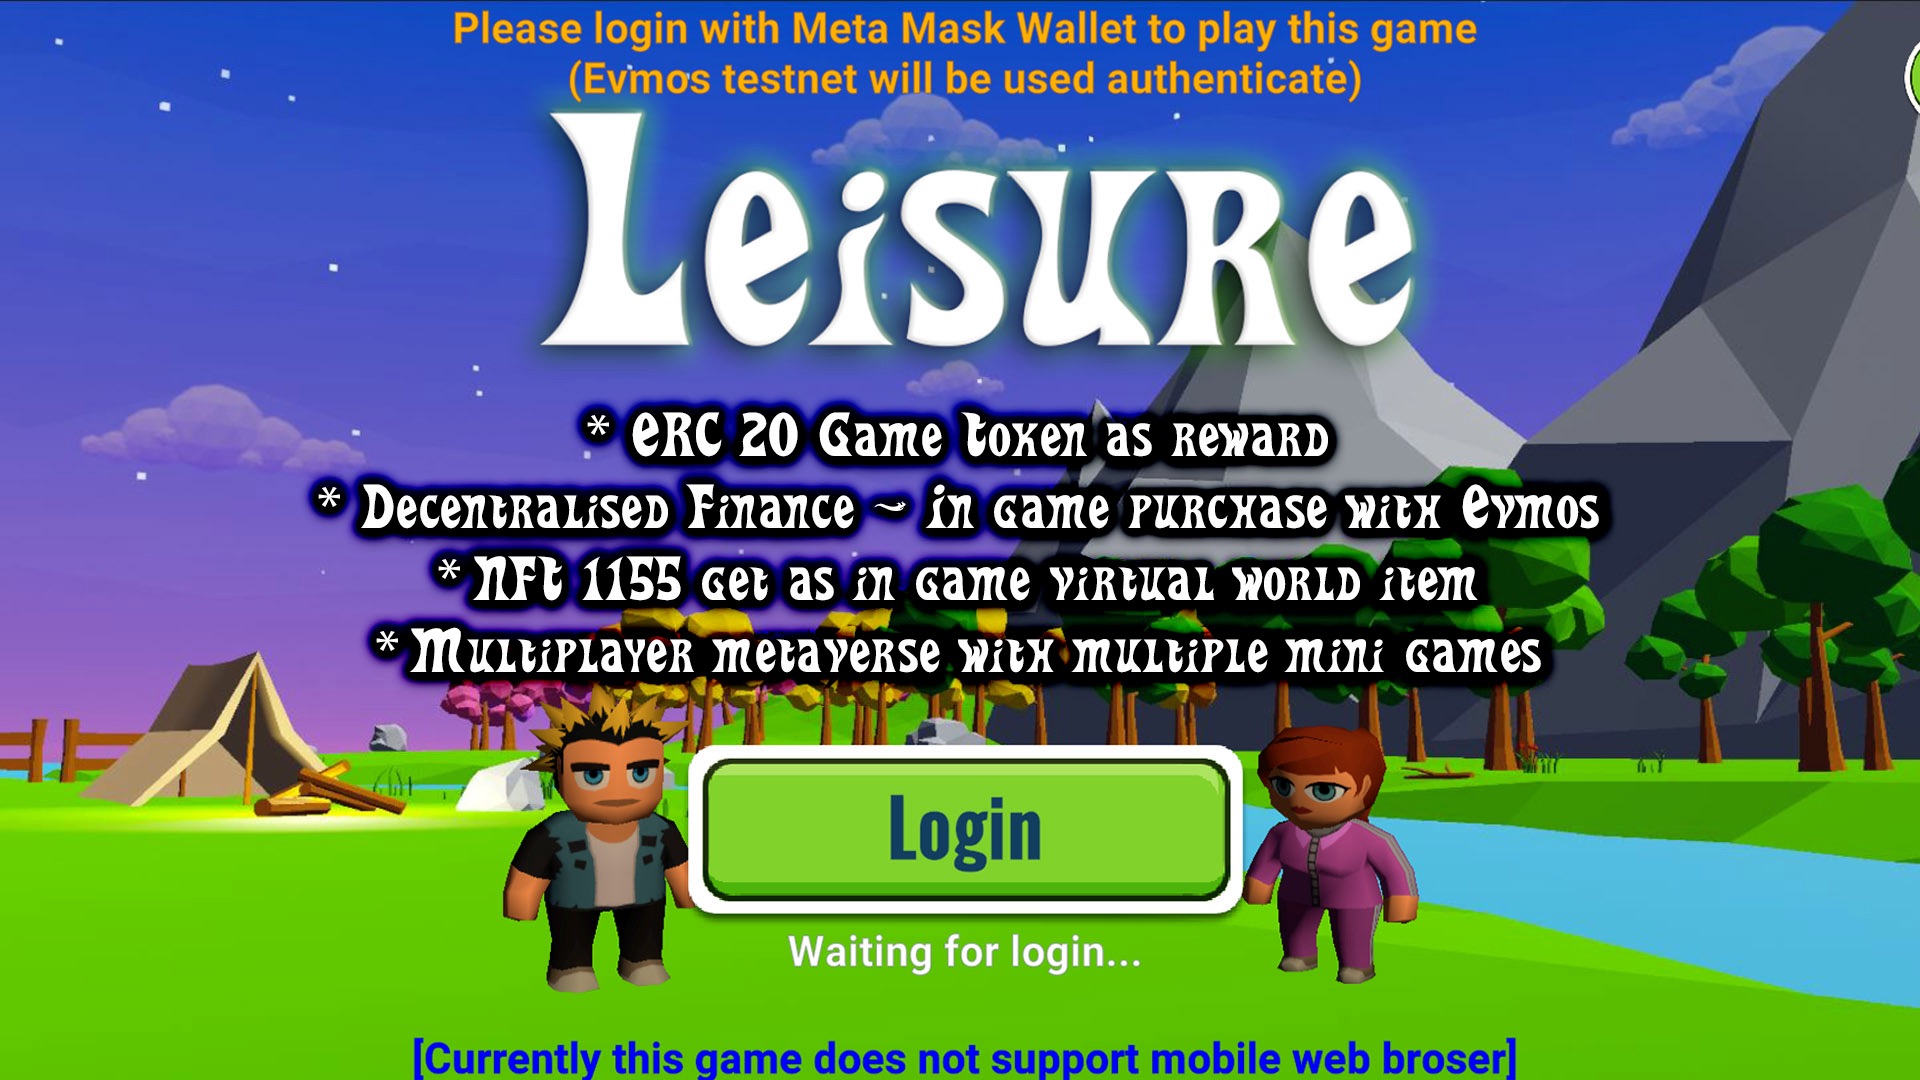 Please login with Meta Mask Wallet to play this game
(Evmos testnet will be used authenticate)
Leisure
* ERC 20 Game Token as reward
* Decentralised Finance ~ in game purchase with Evmos
* NFT 1155 get as in game virtual world item
* Multiplayer metaverse with multiple mini games
Login
Waiting for login...
[Currently this game does not support mobile web broser]